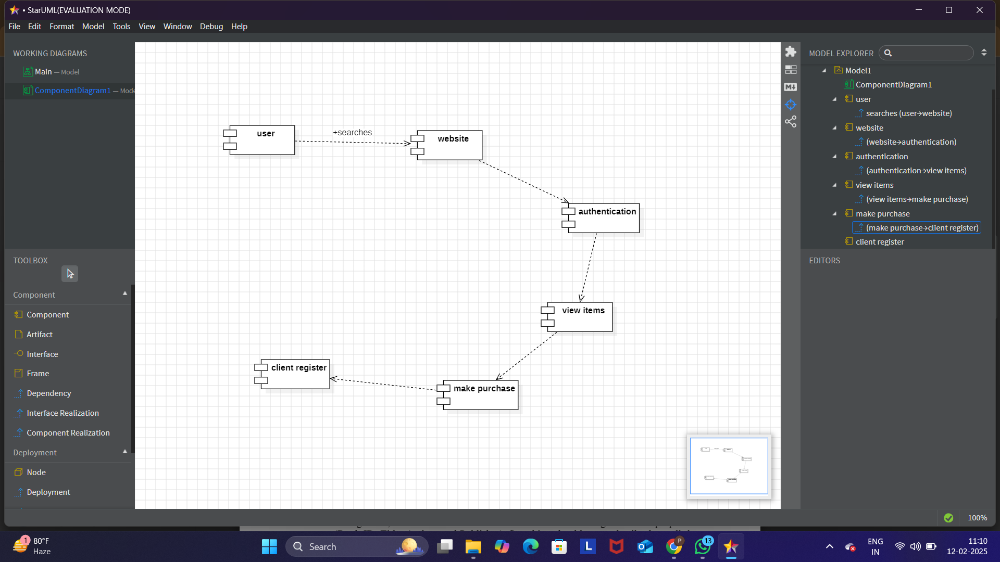 • StarUML(EVALUATION MODE)
File Edit Format Model Tools View Window Debug Help
WORKING DIAGRAMS
Main — Model
ComponentDiagram1 — Mode
TOOLBOX
Component
Component
Artifact
Interface
Frame
Dependency
Interface Realization
Component Realization
Deployment
Node
Deployment
user
+searches
website
authentication
view items
make purchase
client register
MODEL EXPLORER
Model1
ComponentDiagram1
user
searches (user→website)
website
(website→authentication)
authentication
(authentication→view items)
view items
(view items→make purchase)
make purchase
(make purchase→client register)
client register
EDITORS
100%
1
80°F
Haze
Search
L
P
13
ENG
IN
11:10
12-02-2025